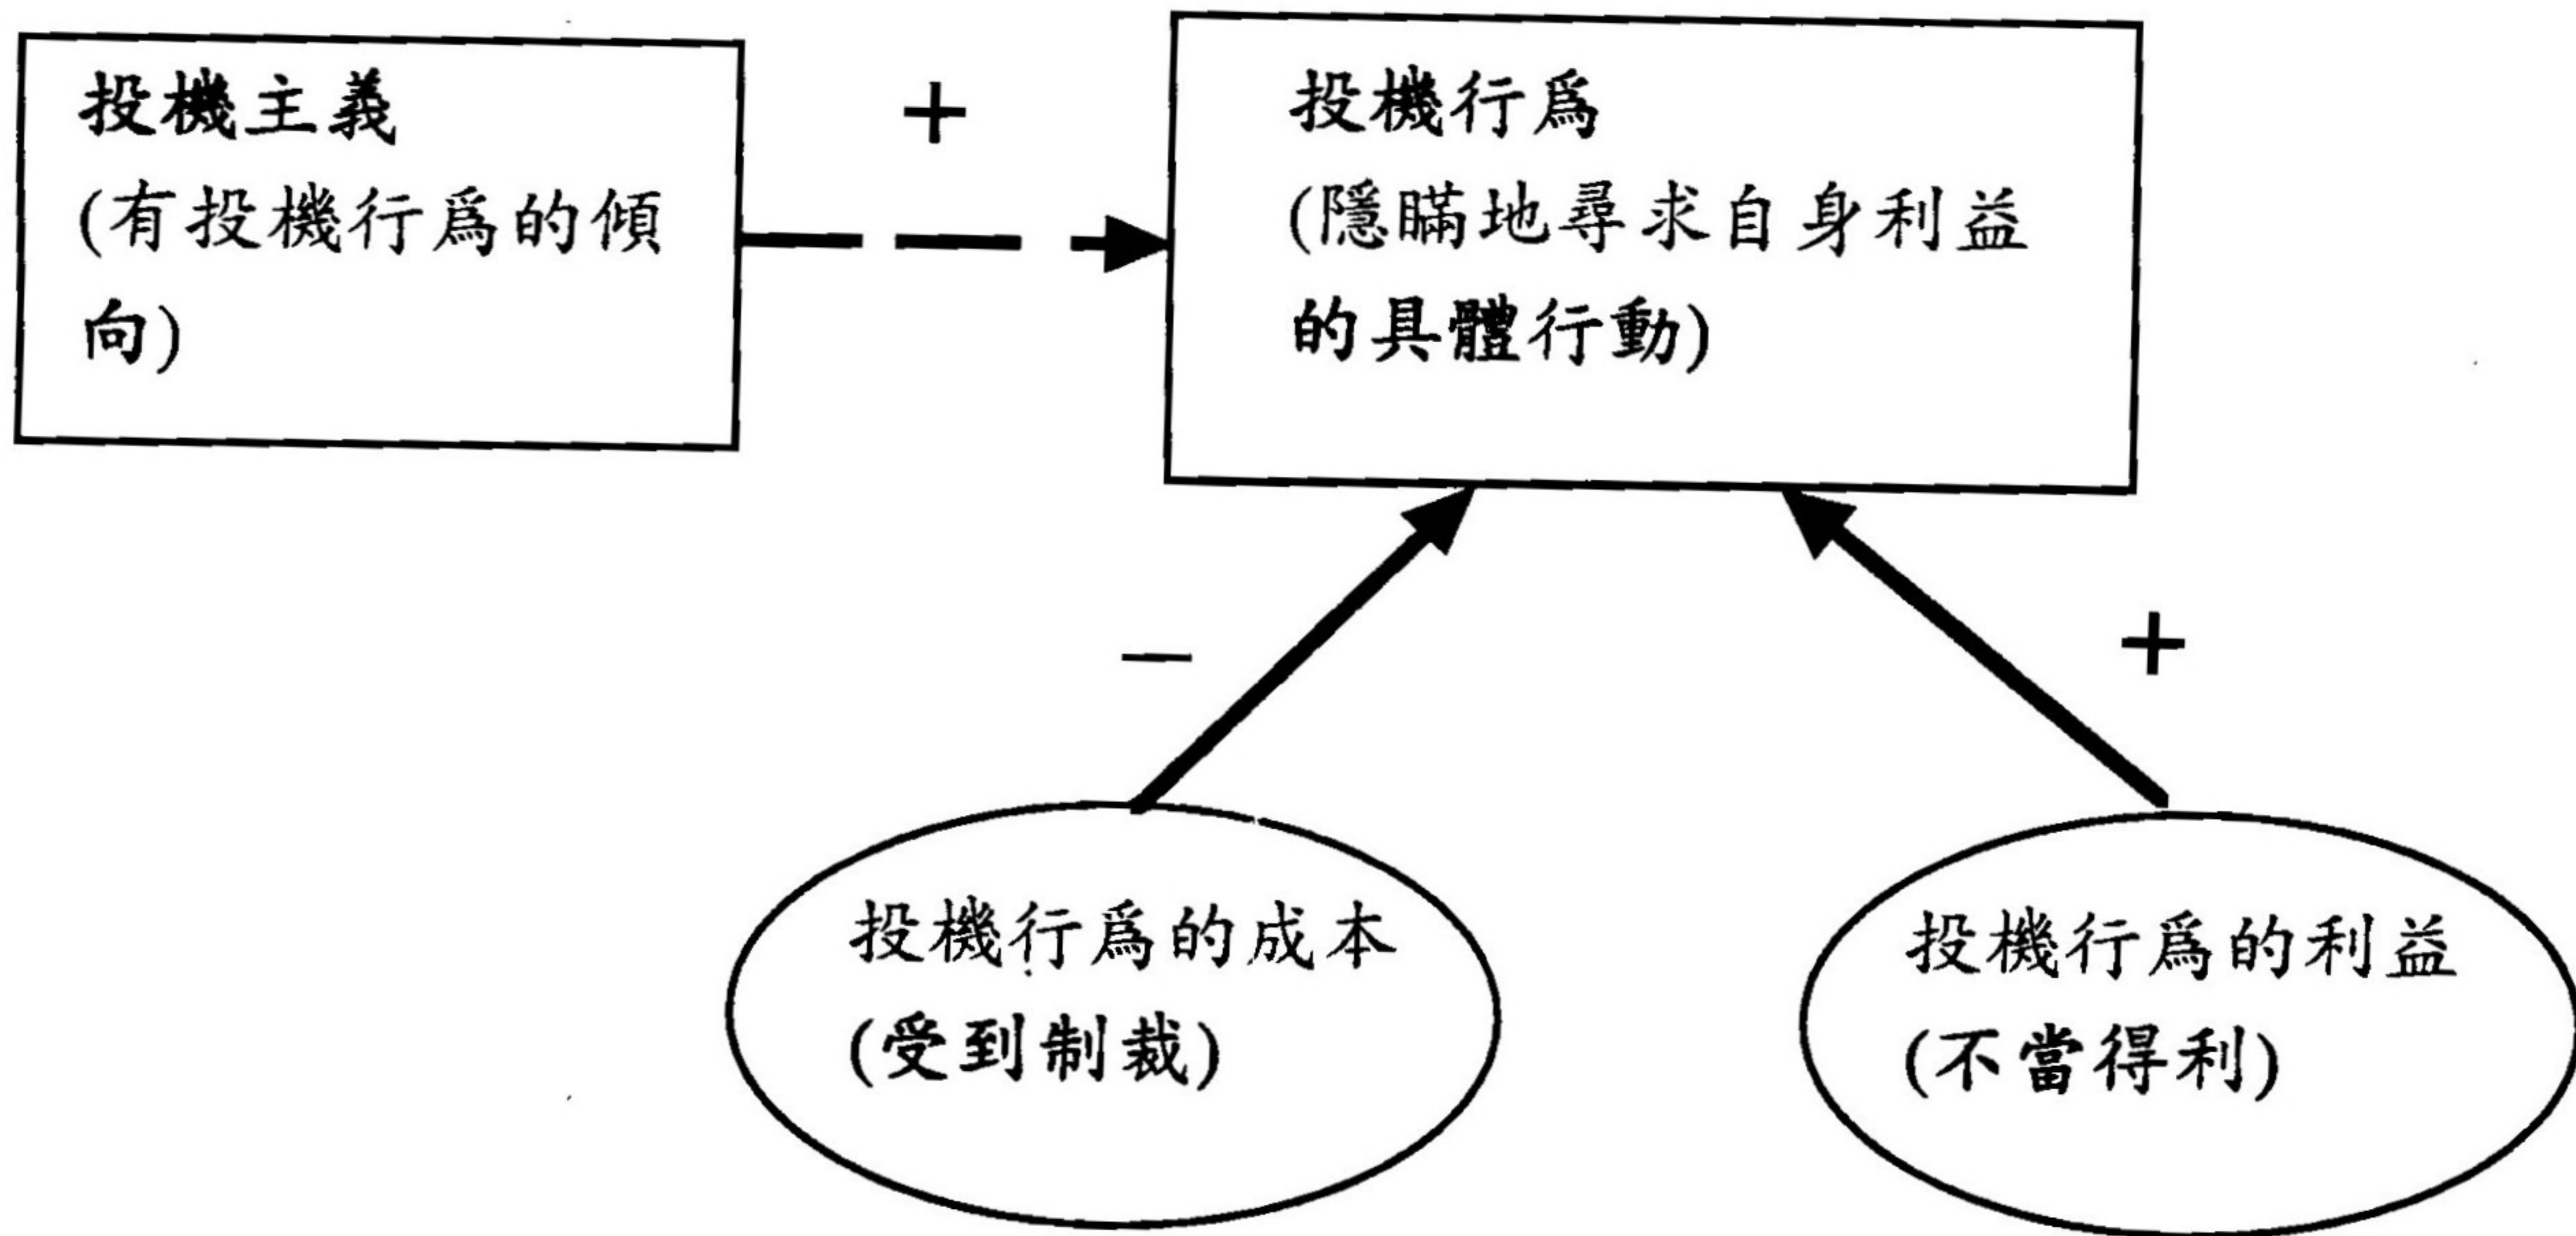 投機主義
(有投機行爲的傾
向)
+
投機行爲
(隱瞞地尋求自身利益
的具體行動)
—
+
投機行爲的成本
(受到制裁)
投機行爲的利益
(不當得利)